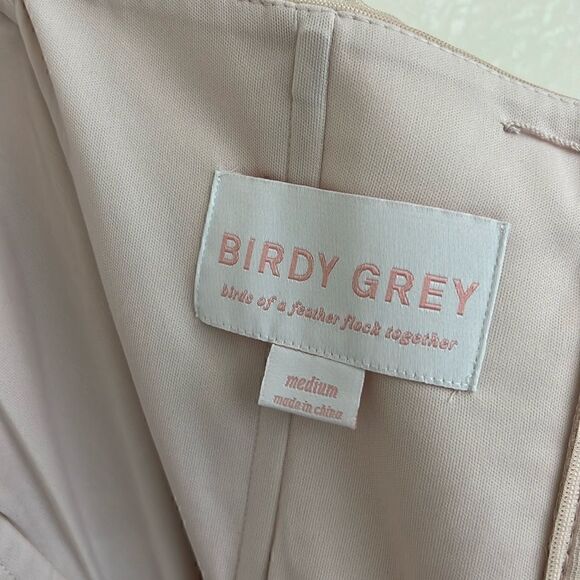 BIRDY GREY
birds of a feather flock together
medium
made in china